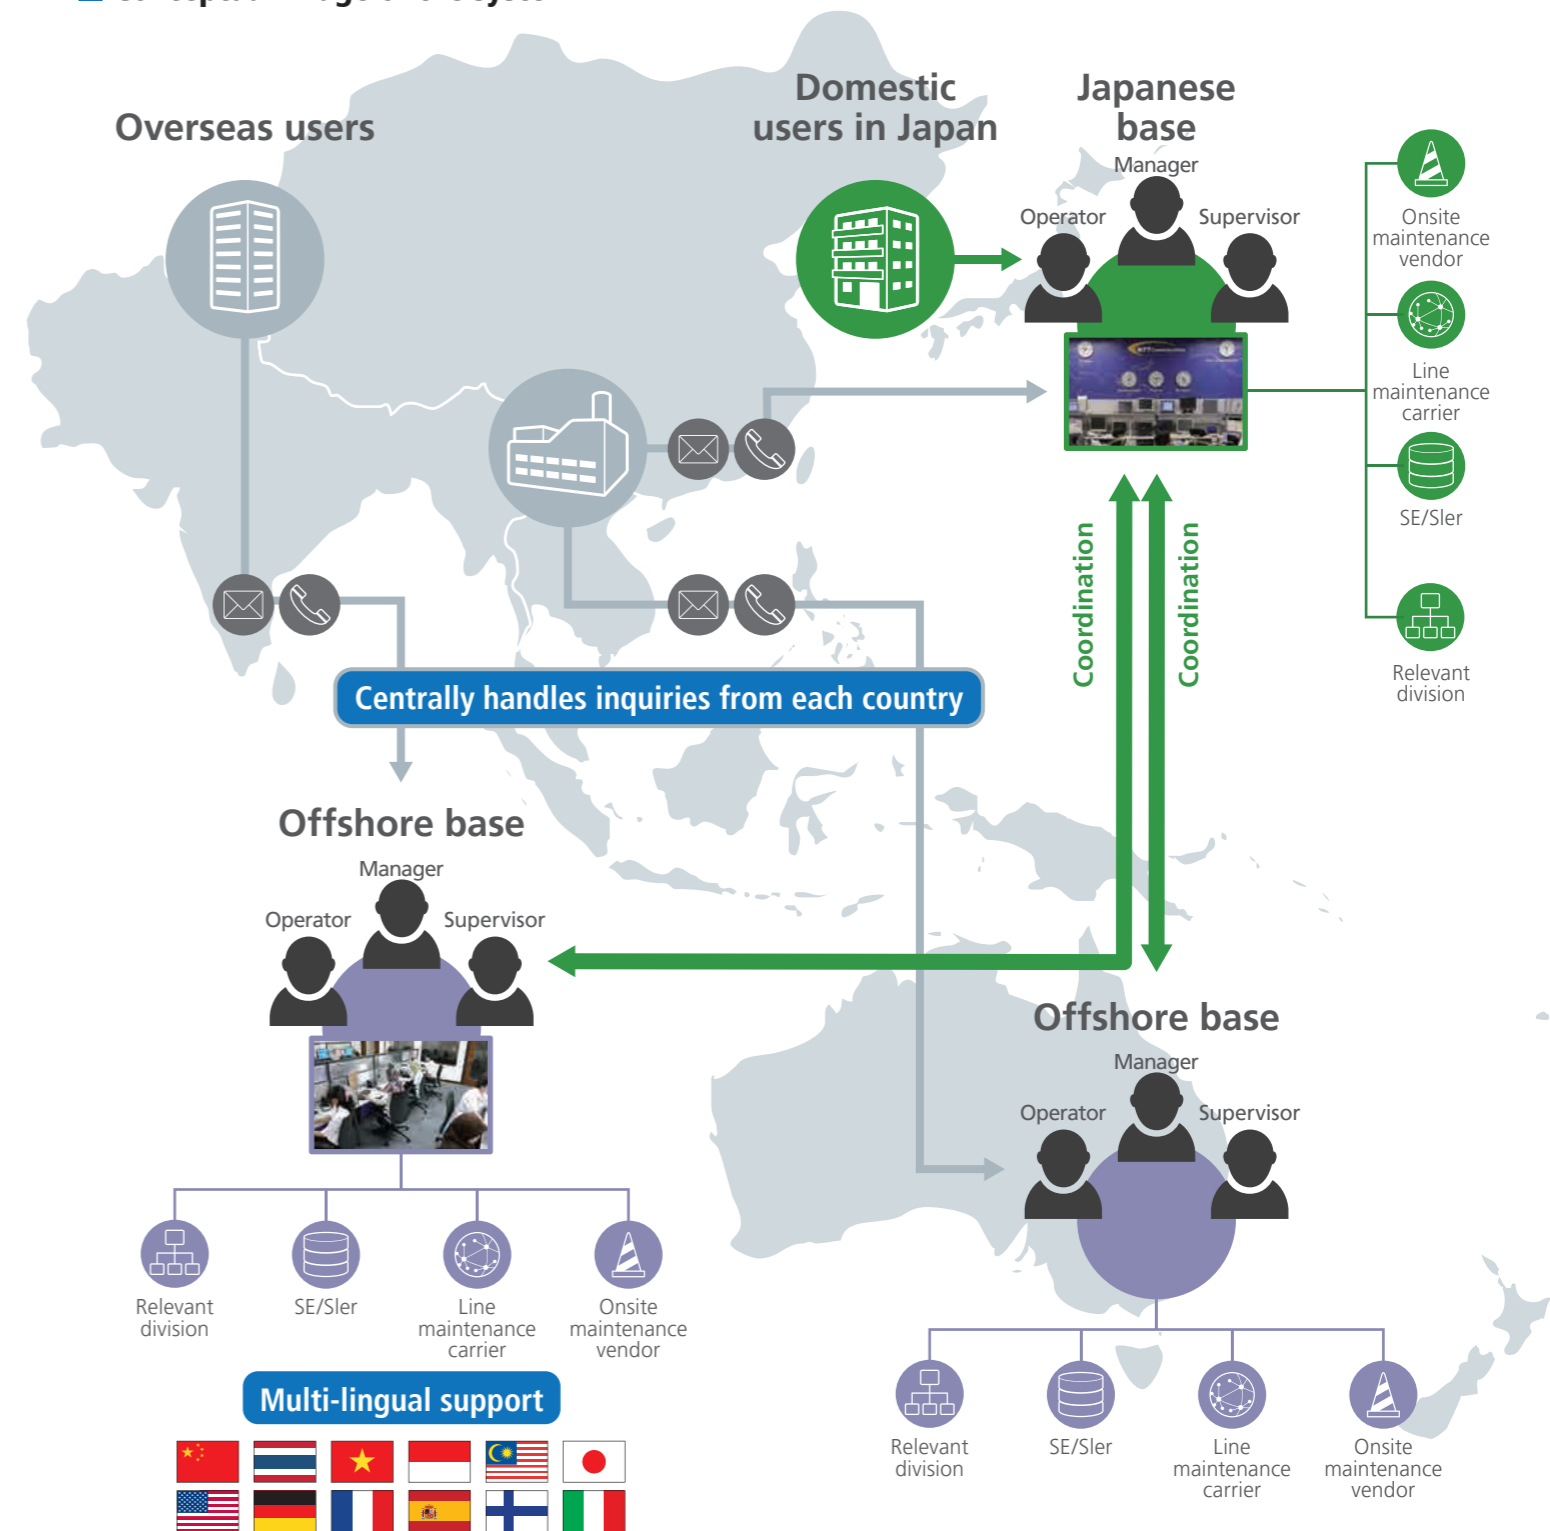 Overseas users
Domestic
users in Japan
Japanese
base
Manager
Operator
Supervisor
Onsite
maintenance
vendor
Line
maintenance
carrier
SE/Sler
Relevant
division
Coordination
Coordination
Centrally handles inquiries from each country
Offshore base
Manager
Operator
Supervisor
Relevant
division
SE/Sler
Line
maintenance
carrier
Onsite
maintenance
vendor
Multi-lingual support
Offshore base
Manager
Operator
Supervisor
Relevant
division
SE/Sler
Line
maintenance
carrier
Onsite
maintenance
vendor